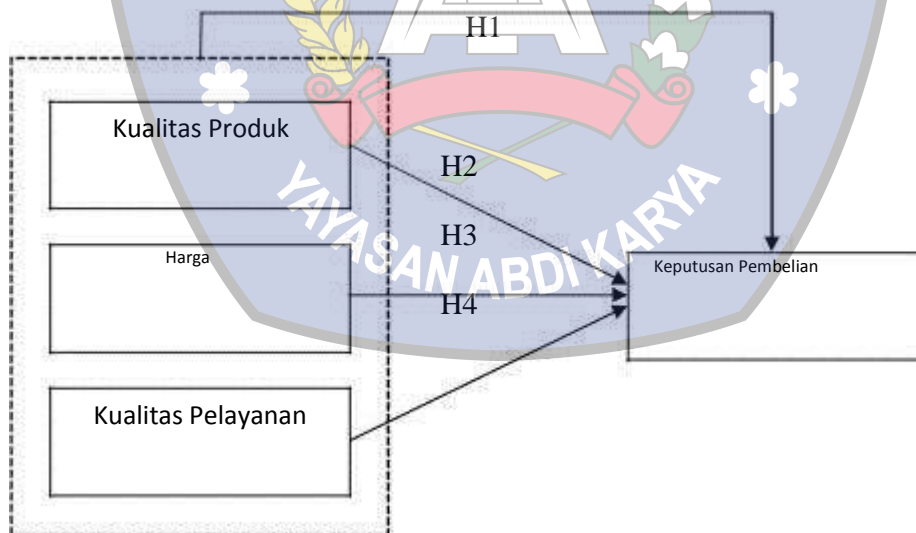 H1
Kualitas Produk
H2
H3
Harga
Keputusan Pembelian
H4
Kualitas Pelayanan
YAYASAN ABDI KARYA